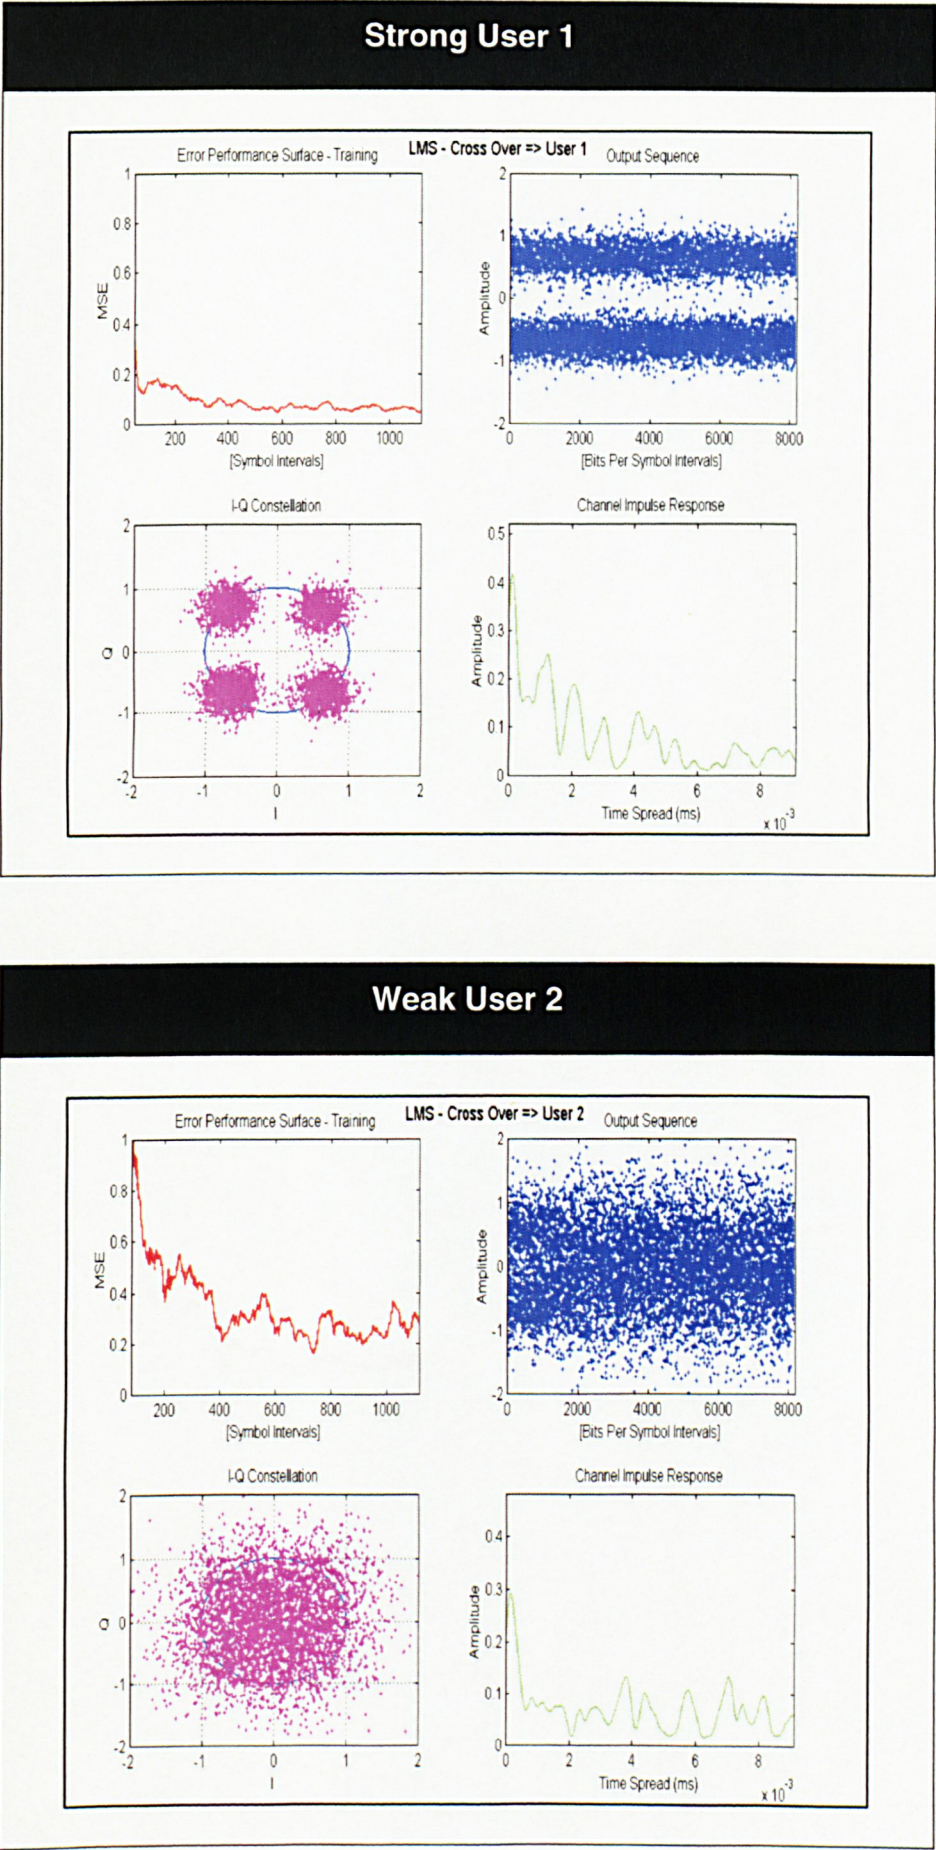 Strong User 1
LMS - Cross Over => User 1
Error Performance Surface - Training
1
0.8
0.6
0.4
0.2
0
MSE
200 400 600 800 1000
[Symbol Intervals]
Output Sequence
2
1
0
-1
-2
Amplitude
0 2000 4000 6000 8000
[Bits Per Symbol Intervals]
I-Q Constellation
2
1
0
-1
-2
Q
-2 -1 0 1 2
I
Channel Impulse Response
0.5
0.4
0.3
0.2
0.1
0
Amplitude
0 2 4 6 8
Time Spread (ms)
x 10-3
Weak User 2
LMS - Cross Over => User 2
Error Performance Surface - Training
1
0.8
0.6
0.4
0.2
0
MSE
200 400 600 800 1000
[Symbol Intervals]
Output Sequence
2
1
0
-1
-2
Amplitude
0 2000 4000 6000 8000
[Bits Per Symbol Intervals]
I-Q Constellation
2
1
0
-1
-2
Q
-2 -1 0 1 2
I
Channel Impulse Response
0.4
0.3
0.2
0.1
0
Amplitude
0 2 4 6 8
Time Spread (ms)
x 10-3